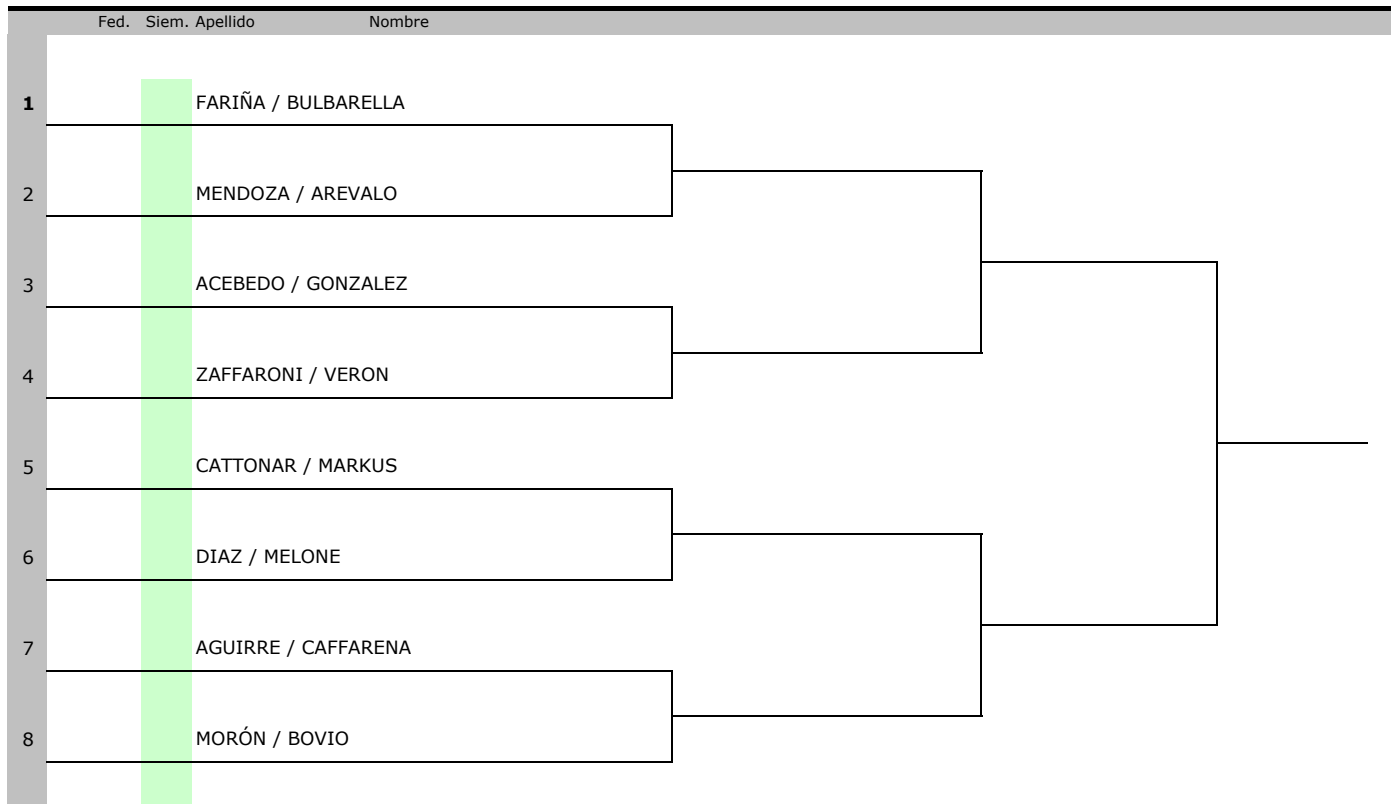 Fed. Siem. Apellido Nombre
1 FARIÑA / BULBARELLA
2 MENDOZA / AREVALO
3 ACEBEDO / GONZALEZ
4 ZAFFARONI / VERON
5 CATTONAR / MARKUS
6 DIAZ / MELONE
7 AGUIRRE / CAFFARENA
8 MORÓN / BOVIO